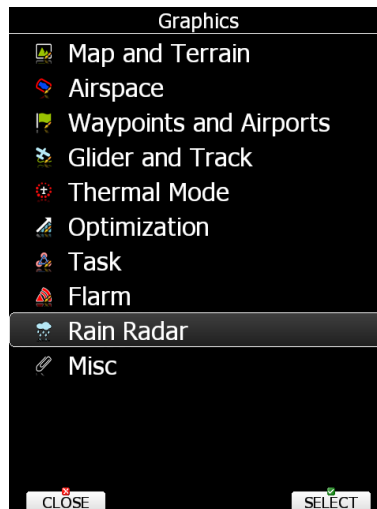 Graphics
Map and Terrain
Airspace
Waypoints and Airports
Glider and Track
Thermal Mode
Optimization
Task
Flarm
Rain Radar
Misc
CLOSE
SELECT